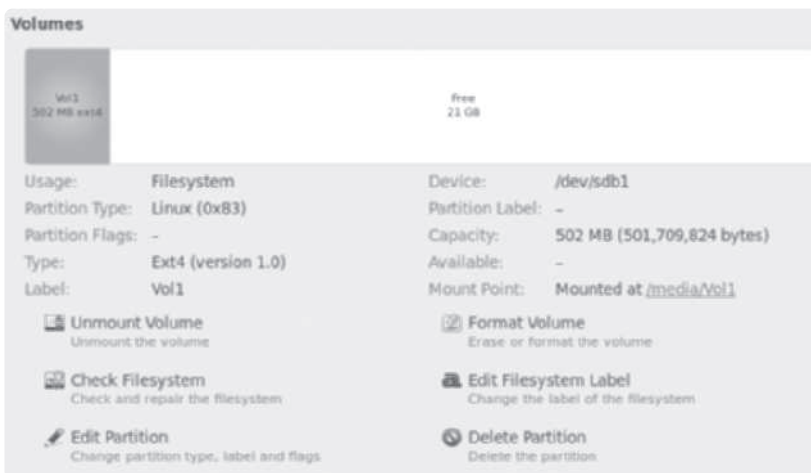 Volumes
Vol1
502 MB ext4
Free
21 GB
Usage: Filesystem
Device: /dev/sdb1
Partition Type: Linux (0x83)
Partition Label: –
Partition Flags: –
Capacity: 502 MB (501,709,824 bytes)
Type: Ext4 (version 1.0)
Available: –
Label: Vol1
Mount Point: Mounted at /media/Vol1
Unmount Volume
Unmount the volume
Format Volume
Erase or format the volume
Check Filesystem
Check and repair the filesystem
Edit Filesystem Label
Change the label of the filesystem
Edit Partition
Change partition type, label and flags
Delete Partition
Delete the partition